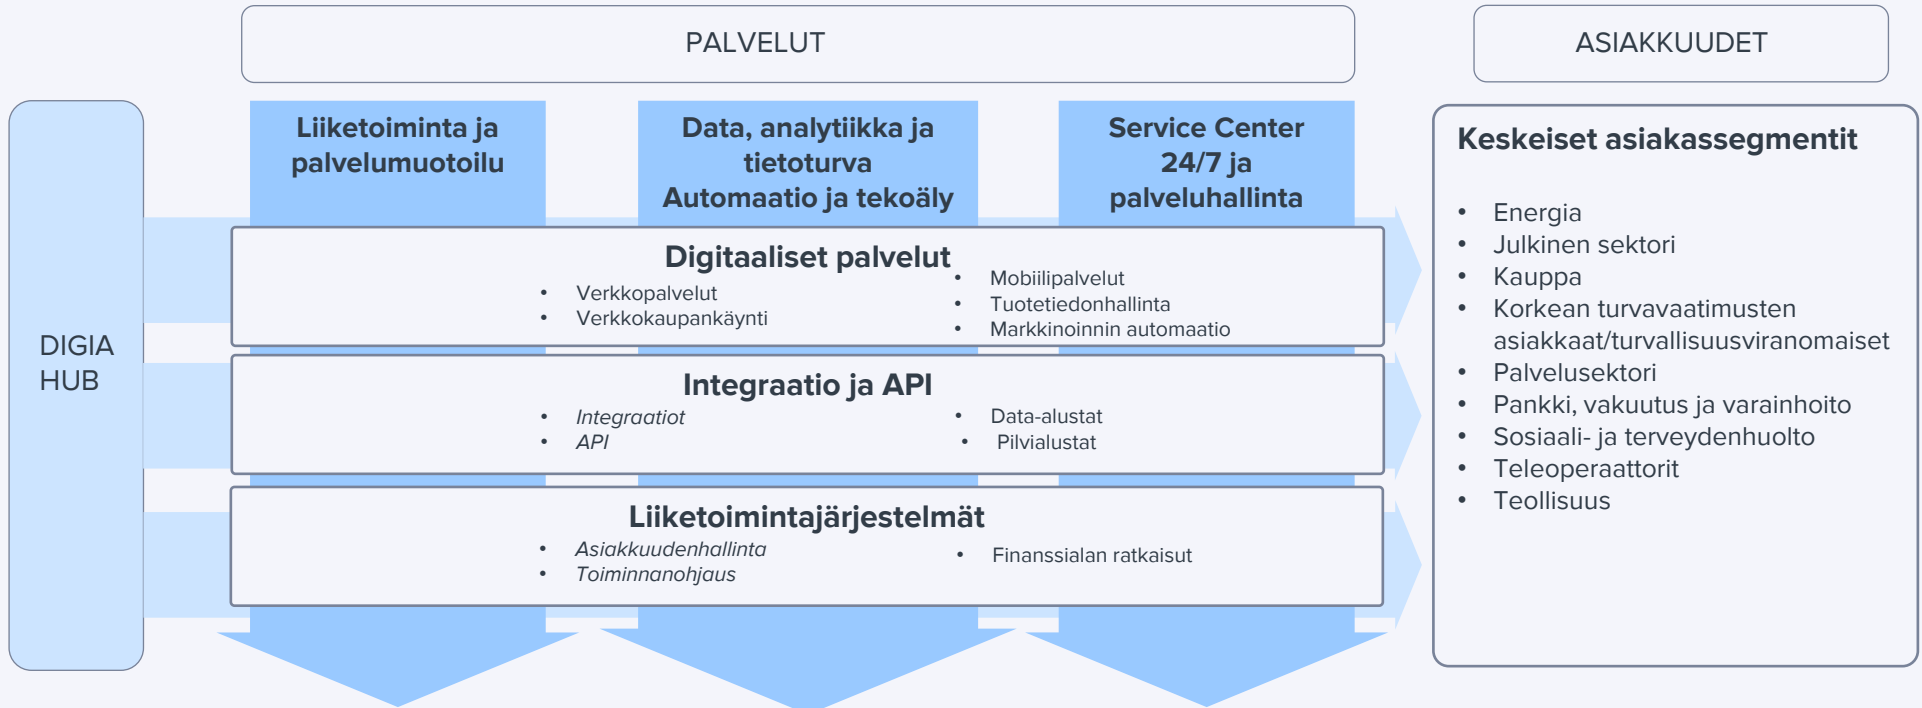 PALVELUT
ASIAKKUUDET
DIGIA
HUB
Liiketoiminta ja
palvelumuotoilu
Data, analytiikka ja
tietoturva
Automaatio ja tekoäly
Service Center
24/7 ja
palveluhallinta
Digitaaliset palvelut
• Verkkopalvelut
• Verkkokaupankäynti
• Mobiilipalvelut
• Tuotetiedonhallinta
• Markkinoinnin automaatio
Integraatio ja API
• Integraatiot
• API
• Data-alustat
• Pilvialustat
Liiketoimintajärjestelmät
• Asiakkuudenhallinta
• Toiminnanohjaus
• Finanssialan ratkaisut
Keskeiset asiakassegmentit
• Energia
• Julkinen sektori
• Kauppa
• Korkean turvavaatimusten
asiakkaat/turvallisuusviranomaiset
• Palvelusektori
• Pankki, vakuutus ja varainhoito
• Sosiaali- ja terveydenhuolto
• Teleoperaattorit
• Teollisuus